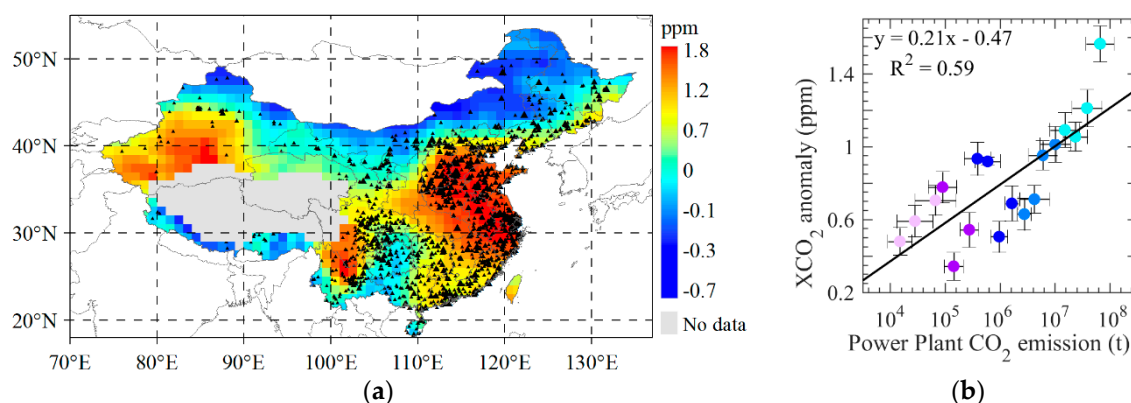 ppm
50°N
40°N
30°N
20°N
70°E 80°E 90°E 100°E 110°E 120°E 130°E
1.8
1.2
0.6
0
-0.1
-0.3
-0.7
No data
(a)
y = 0.21x - 0.47
R² = 0.59
XCO₂ anomaly (ppm)
1.4
1
0.6
0.2
10⁴ 10⁵ 10⁶ 10⁷ 10⁸
Power Plant CO₂ emission (t)
(b)